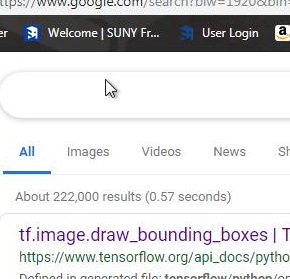 ttps://www.google.com/search?biw=1920&bih=
er Welcome | SUNY Fr... User Login
All Images Videos News Sh
About 222,000 results (0.57 seconds)
tf.image.draw_bounding_boxes | T
https://www.tensorflow.org/api_docs/pytho
Defined in generated file: tensorflow/python/o